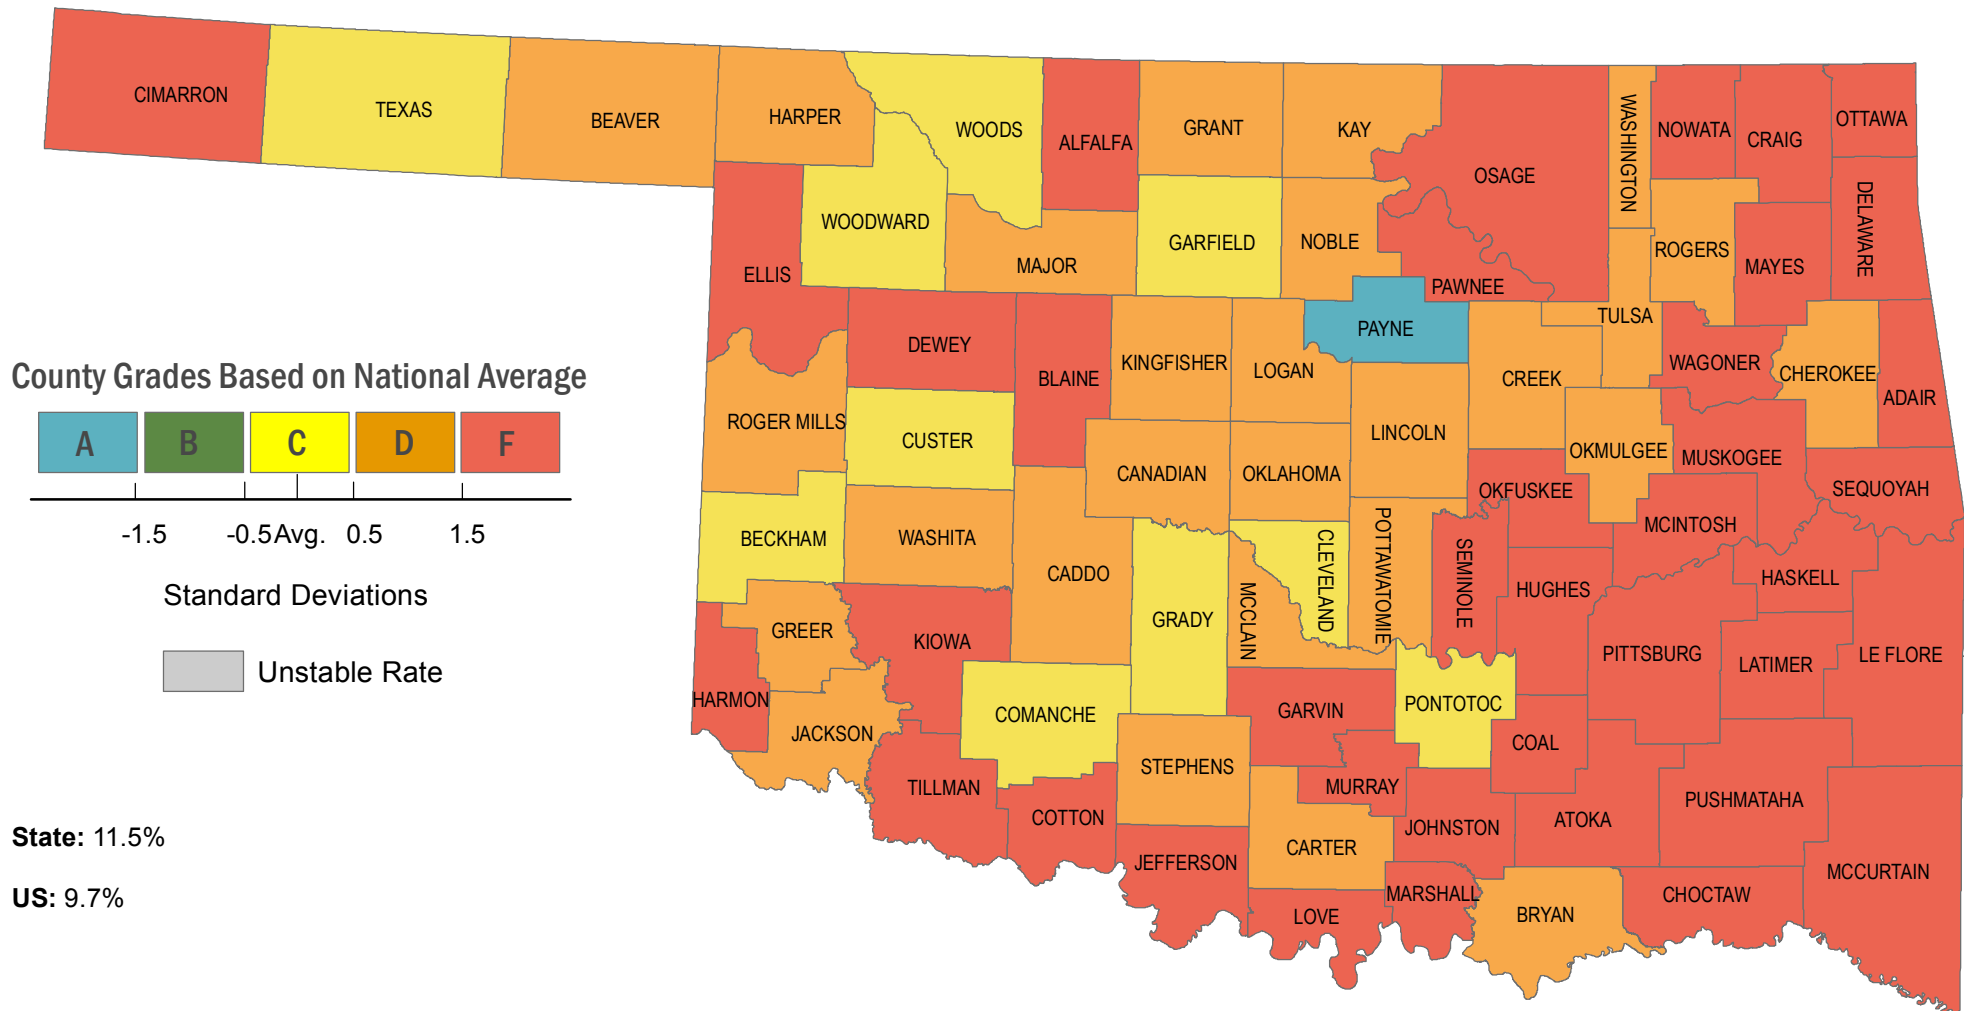 CIMARRON
TEXAS
BEAVER
HARPER
WOODS
ALFALFA
GRANT
KAY
OSAGE
WASHINGTON
NOWATA
CRAIG
OTTAWA
DELAWARE
ELLIS
WOODWARD
MAJOR
GARFIELD
NOBLE
PAWNEE
ROGERS
MAYES
DEWEY
BLAINE
KINGFISHER
LOGAN
PAYNE
CREEK
TULSA
WAGONER
CHEROKEE
ADAIR
County Grades Based on National Average
A B C D F
-1.5 -0.5 Avg. 0.5 1.5
Standard Deviations
Unstable Rate
ROGER MILLS
CUSTER
CANADIAN
OKLAHOMA
LINCOLN
OKMULGEE
MUSKOGEE
OKFUSKEE
SEQUOYAH
MCINTOSH
BECKHAM
WASHITA
CADDO
GRADY
MCCLAIN
CLEVELAND
POTTAWATOMIE
SEMINOLE
HUGHES
HASKELL
GREER
KIOWA
PITTSBURG
LATIMER
LE FLORE
HARMON
JACKSON
COMANCHE
GARVIN
PONTOTOC
COAL
TILLMAN
COTTON
STEPHENS
MURRAY
JOHNSTON
ATOKA
PUSHMATAHA
JEFFERSON
CARTER
LOVE
MARSHALL
BRYAN
CHOCTAW
MCCURTAIN
State: 11.5%
US: 9.7%